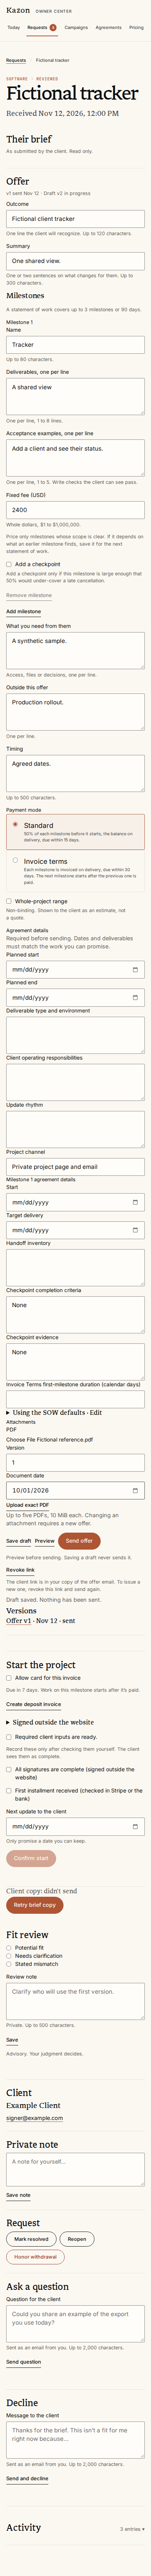 Kazon OWNER CENTER
Today Requests 4 Campaigns Agreements Pricing
Requests Fictional tracker
SOFTWARE · REVIEWED
Fictional tracker
Received Nov 12, 2026, 12:00 PM
Their brief
As submitted by the client. Read only.
Offer
v1 sent Nov 12 · Draft v2 in progress
Outcome
Fictional client tracker
One line the client will recognize. Up to 120 characters.
Summary
One shared view.
One or two sentences on what changes for them. Up to
300 characters.
Milestones
A statement of work covers up to 3 milestones or 90 days.
Milestone 1
Name
Tracker
Up to 80 characters.
Deliverables, one per line
A shared view
One per line, 1 to 8 lines.
Acceptance examples, one per line
Add a client and see their status.
One per line, 1 to 5. Write checks the client can see pass.
Fixed fee (USD)
2400
Whole dollars, $1 to $1,000,000.
Price only milestones whose scope is clear. If it depends on
what an earlier milestone finds, save it for the next
statement of work.
Add a checkpoint
Add a checkpoint only if this milestone is large enough that
50% would under-cover a late cancellation.
Remove milestone
Add milestone
What you need from them
A synthetic sample.
Access, files or decisions, one per line.
Outside this offer
Production rollout.
One per line.
Timing
Agreed dates.
Up to 500 characters.
Payment mode
Standard
50% of each milestone before it starts, the balance on
delivery, due within 15 days.
Invoice terms
Each milestone is invoiced on delivery, due within 30
days. The next milestone starts after the previous one is
paid.
Whole-project range
Non-binding. Shown to the client as an estimate, not
a quote.
Agreement details
Required before sending. Dates and deliverables
must match the work you can promise.
Planned start
mm/dd/yyyy
Planned end
mm/dd/yyyy
Deliverable type and environment
Client operating responsibilities
Update rhythm
Project channel
Private project page and email
Milestone 1 agreement details
Start
mm/dd/yyyy
Target delivery
mm/dd/yyyy
Handoff inventory
Checkpoint completion criteria
None
Checkpoint evidence
None
Invoice Terms first-milestone duration (calendar days)
Using the SOW defaults · Edit
Attachments
PDF
Choose File Fictional reference.pdf
Version
1
Document date
10/01/2026
Upload exact PDF
Up to five PDFs, 10 MiB each. Changing an
attachment requires a new offer.
Save draft Preview Send offer
Preview before sending. Saving a draft never sends it.
Revoke link
The client link is in your copy of the offer email. To issue a
new one, revoke this link and send again.
Draft saved. Nothing has been sent.
Versions
Offer v1 · Nov 12 · sent
Start the project
Allow card for this invoice
Due in 7 days. Work on this milestone starts after it's paid.
Create deposit invoice
Signed outside the website
Required client inputs are ready.
Record these only after checking them yourself. The client
sees them as complete.
All signatures are complete (signed outside the
website)
First installment received (checked in Stripe or the
bank)
Next update to the client
mm/dd/yyyy
Only promise a date you can keep.
Confirm start
Client copy: didn't send
Retry brief copy
Fit review
Potential fit
Needs clarification
Stated mismatch
Review note
Clarify who will use the first version.
Private. Up to 500 characters.
Save
Advisory. Your judgment decides.
Client
Example Client
signer@example.com
Private note
A note for yourself...
Save note
Request
Mark resolved Reopen
Honor withdrawal
Ask a question
Question for the client
Could you share an example of the export
you use today?
Sent as an email from you. Up to 2,000 characters.
Send question
Decline
Message to the client
Thanks for the brief. This isn't a fit for me
right now because...
Sent as an email from you. Up to 2,000 characters.
Send and decline
Activity 3 entries